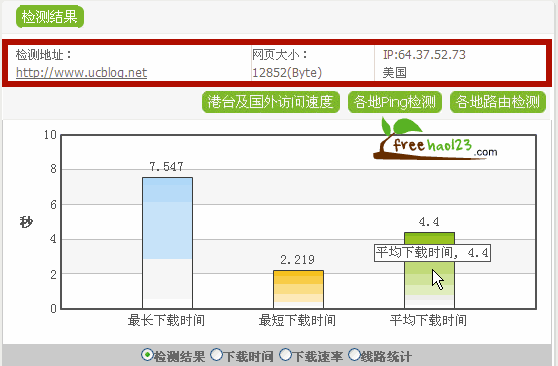 检测结果
检测地址： 网页大小： IP:64.37.52.73
http://www.ucblog.net 12852(Byte) 美国
港台及国外访问速度 各地Ping检测 各地路由检测
freehao123.com
10
8
6
4
2
0
秒
7.547
2.219
4.4
平均下载时间, 4.4
最长下载时间 最短下载时间 平均下载时间
检测结果 下载时间 下载速率 线路统计